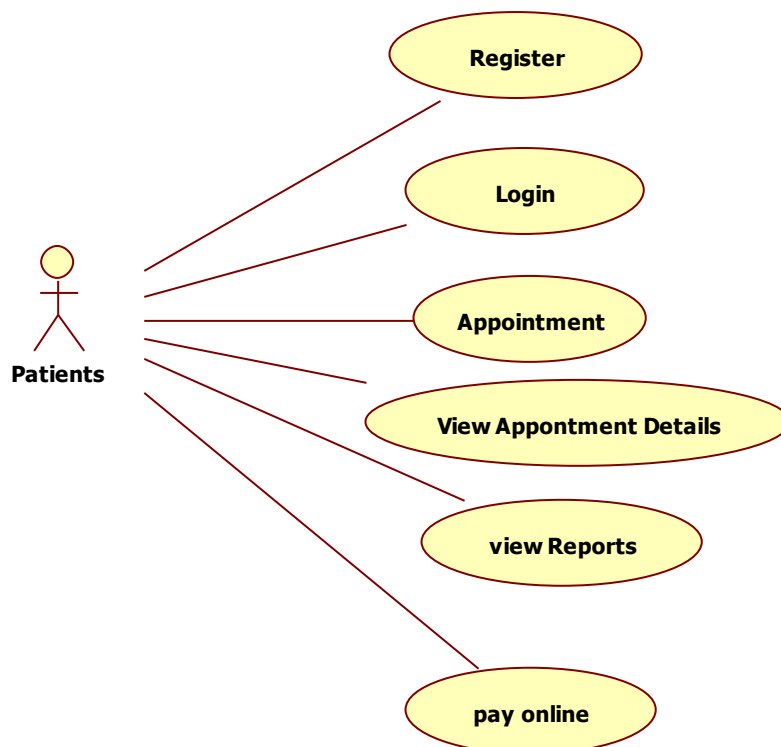 Register
Login
Appointment
Patients
View Appontment Details
view Reports
pay online